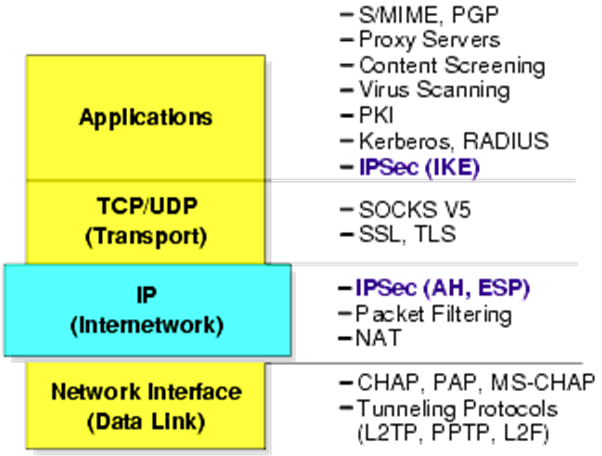 Applications
– S/MIME, PGP
– Proxy Servers
– Content Screening
– Virus Scanning
– PKI
– Kerberos, RADIUS
– IPSec (IKE)
TCP/UDP
(Transport)
– SOCKS V5
– SSL, TLS
IP
(Internetwork)
– IPSec (AH, ESP)
– Packet Filtering
– NAT
Network Interface
(Data Link)
– CHAP, PAP, MS-CHAP
– Tunneling Protocols
(L2TP, PPTP, L2F)